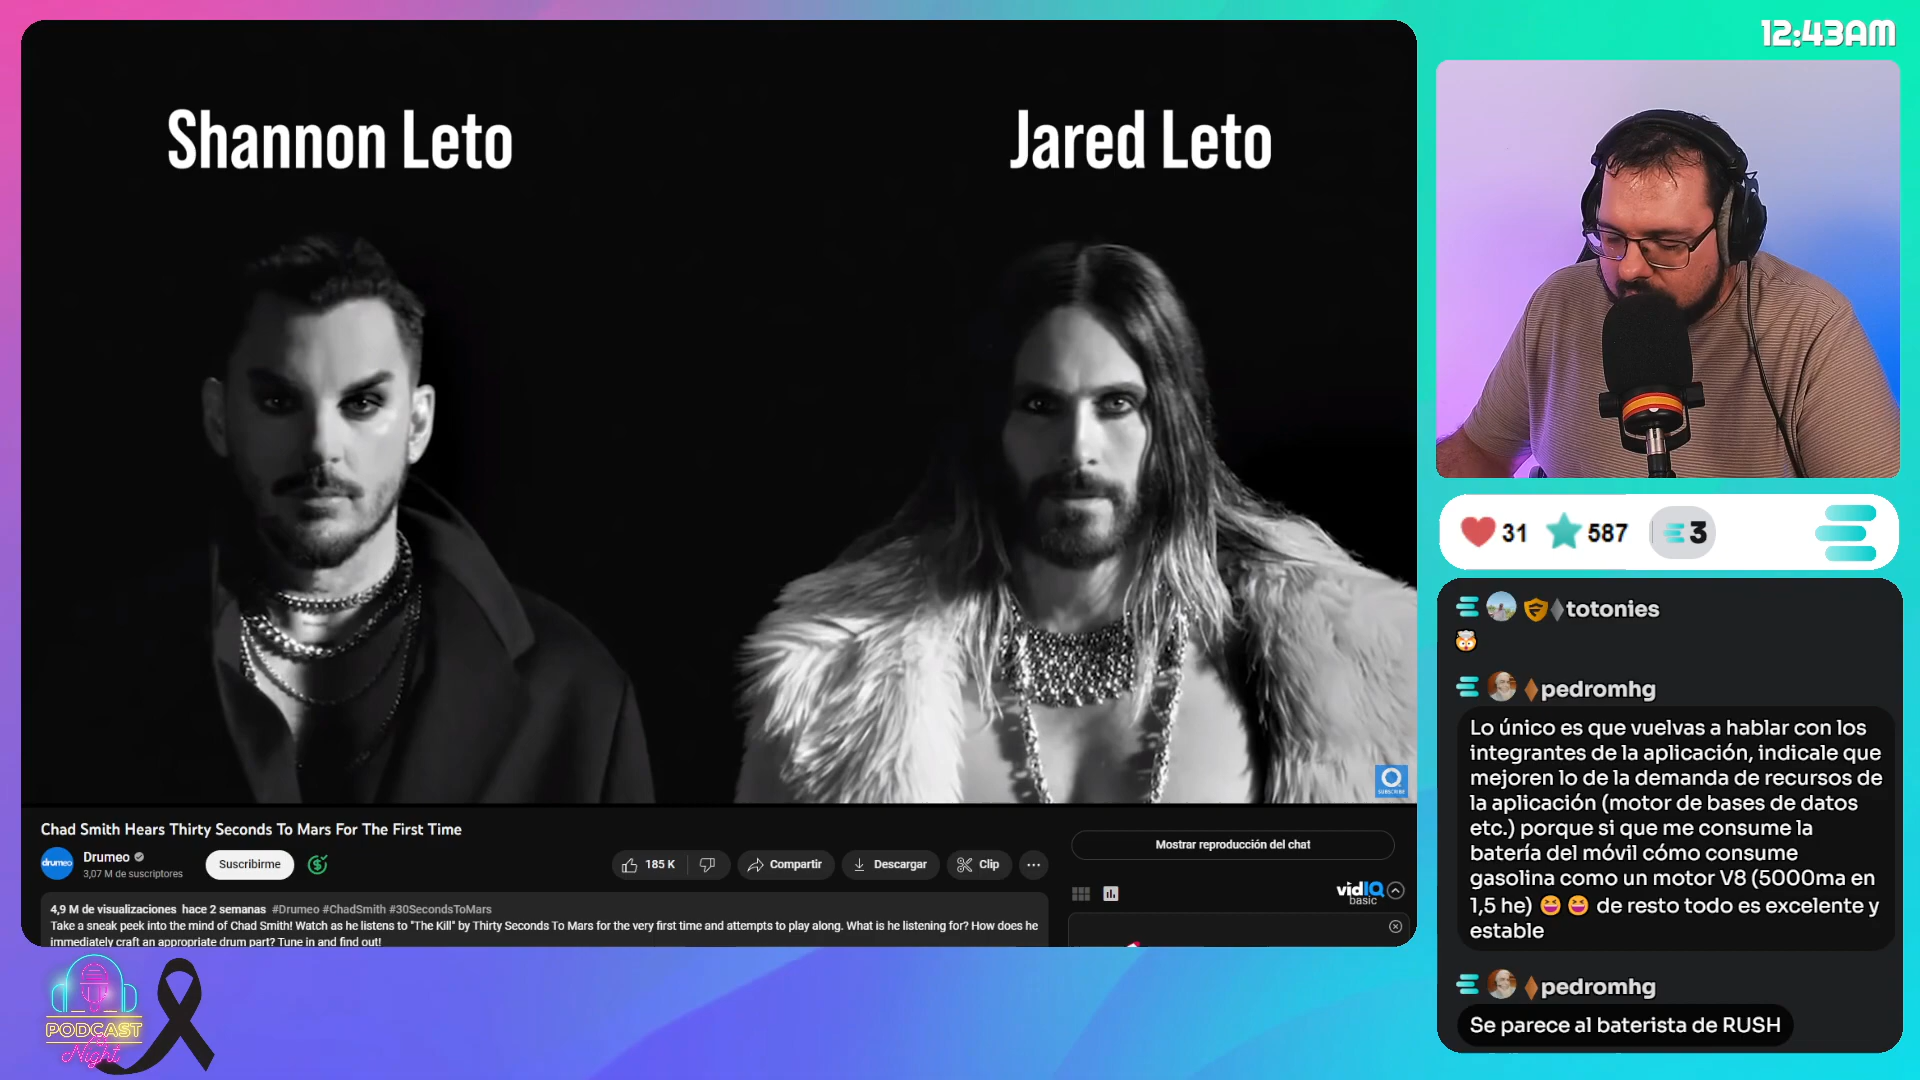 12:43AM
Shannon Leto
Jared Leto
SUBSCRIBE
Chad Smith Hears Thirty Seconds To Mars For The First Time
drumeo
Drumeo
3,07 M de suscriptores
Suscribirme
185 K
Compartir
Descargar
Clip
4,9 M de visualizaciones hace 2 semanas #Drumeo #ChadSmith #30SecondsToMars
Take a sneak peek into the mind of Chad Smith! Watch as he listens to "The Kill" by Thirty Seconds To Mars for the very first time and attempts to play along. What is he listening for? How does he
immediately craft an appropriate drum part? Tune in and find out!
Mostrar reproducción del chat
vidIQ
basic
31
587
3
totonies
pedromhg
Lo único es que vuelvas a hablar con los
integrantes de la aplicación, indicale que
mejoren lo de la demanda de recursos de
la aplicación (motor de bases de datos
etc.) porque si que me consume la
batería del móvil cómo consume
gasolina como un motor V8 (5000ma en
1,5 he) 😆 😆 de resto todo es excelente y
estable
pedromhg
Se parece al baterista de RUSH
PODCAST
Night